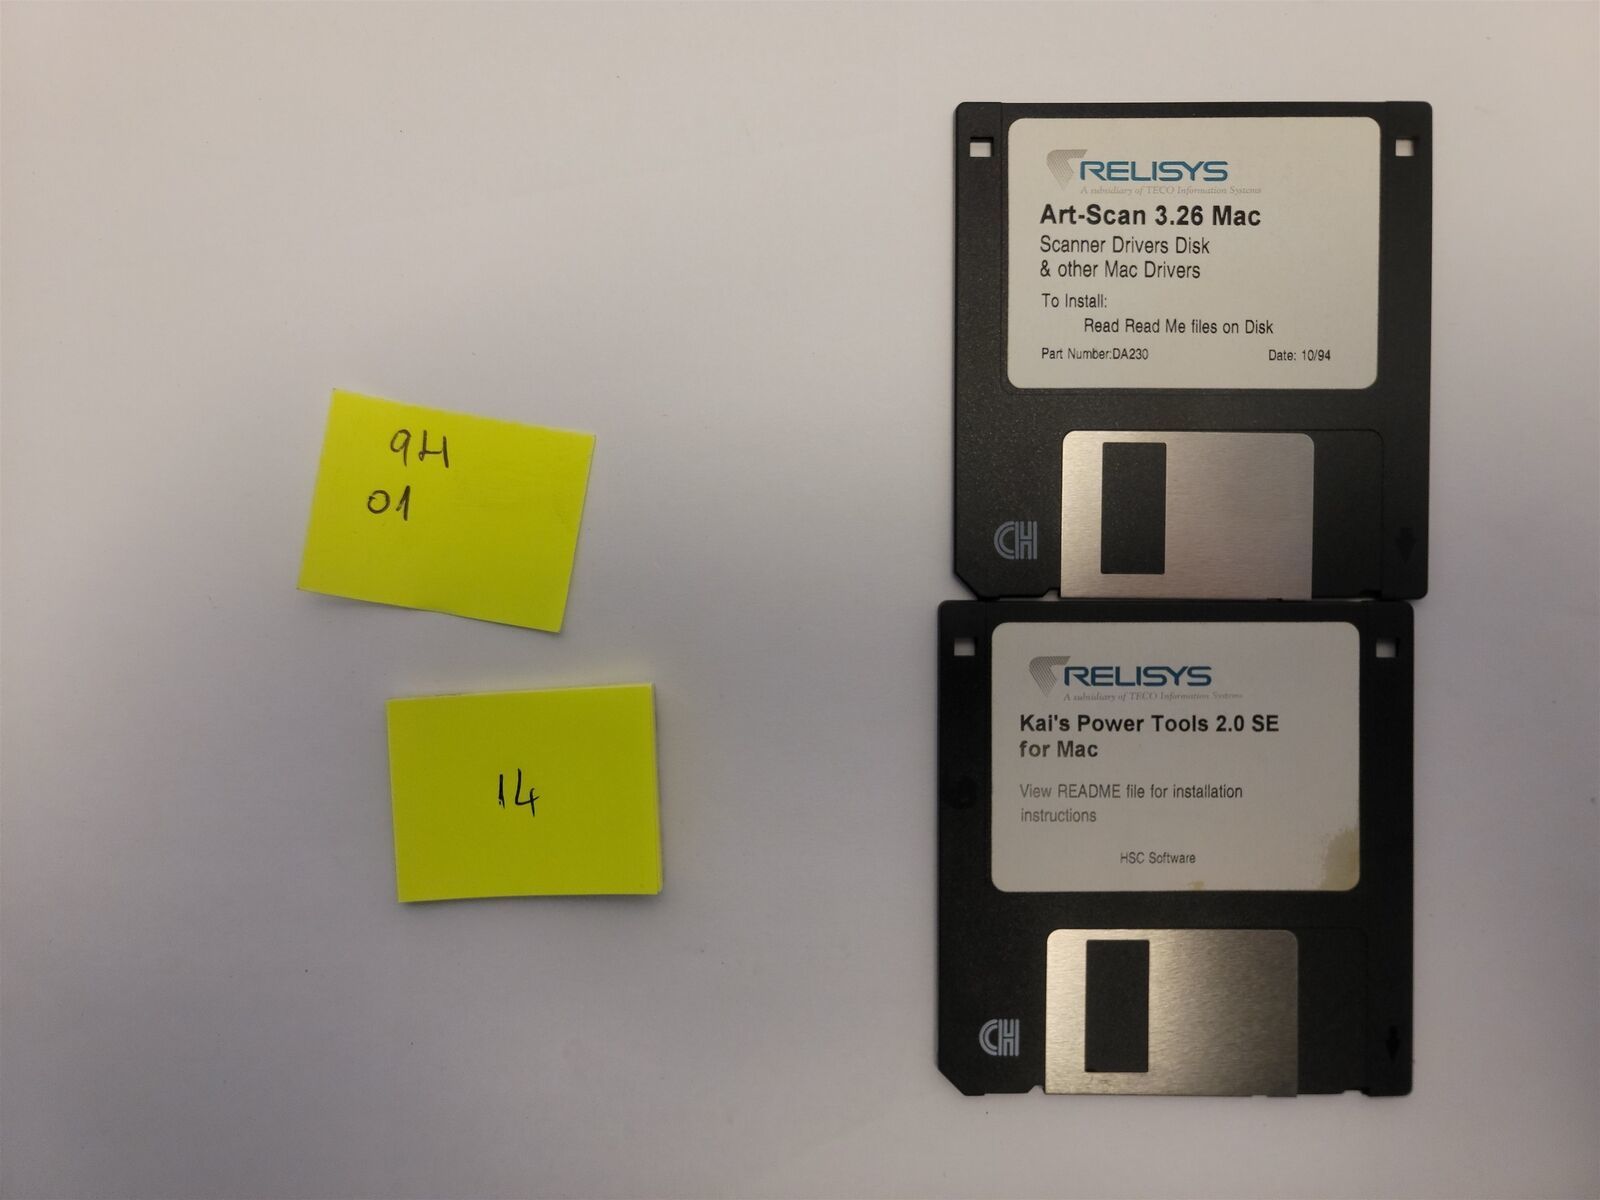 9H
01
14
RELISYS
A subsidiary of TECO Information Systems
Art-Scan 3.26 Mac
Scanner Drivers Disk
& other Mac Drivers
To Install:
Read Read Me files on Disk
Part Number:DA230 Date: 10/94
CH
RELISYS
A subsidiary of TECO Information Systems
Kai's Power Tools 2.0 SE
for Mac
View README file for installation
instructions
HSC Software
CH